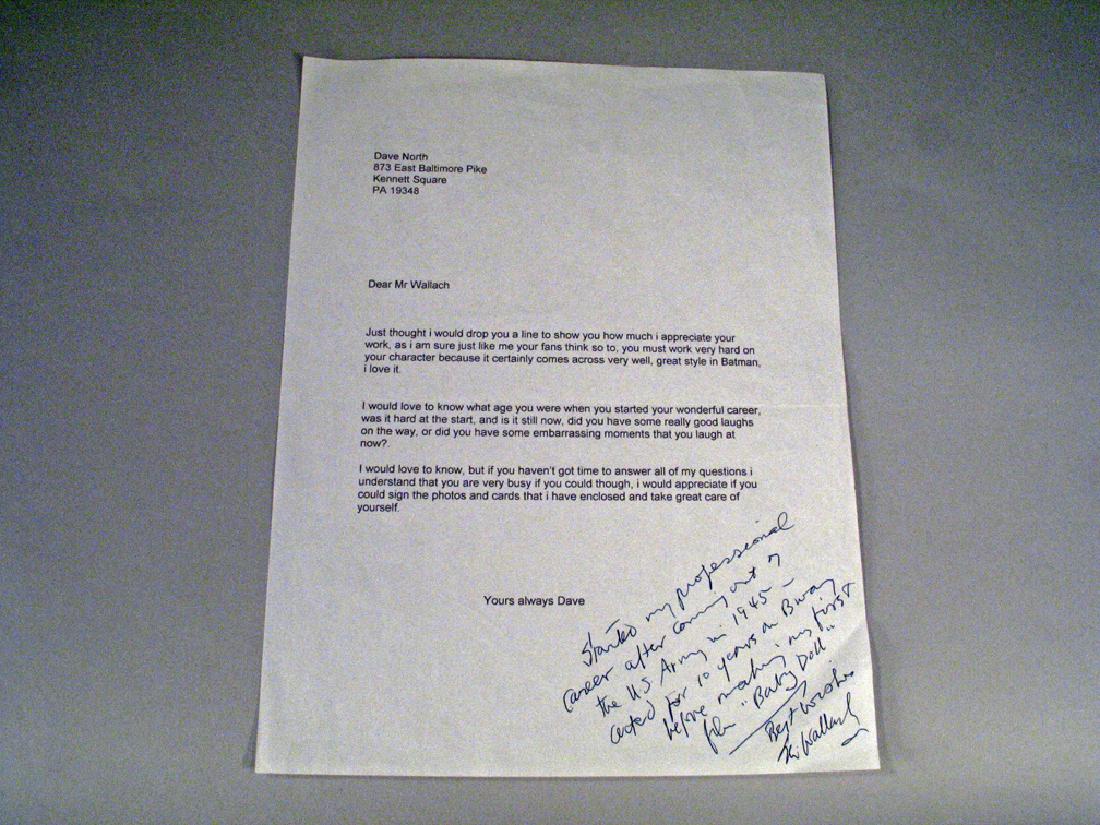 Dave North
873 East Baltimore Pike
Kennett Square
PA 19348
Dear Mr Wallach
Just thought i would drop you a line to show you how much i appreciate your
work, as i am sure just like me your fans think so to, you must work very hard on
your character because it certainly comes across very well, great style in Batman,
i love it.
I would love to know what age you were when you started your wonderful career,
was it hard at the start, and is it still now, did you have some really good laughs
on the way, or did you have some embarrassing moments that you laugh at
now?.
I would love to know, but if you haven't got time to answer all of my questions i
understand that you are very busy if you could though, i would appreciate if you
could sign the photos and cards that i have enclosed and take great care of
yourself.
Yours always Dave
Started my professional
career after coming out of
the U.S. Army in 1945 –
acted for 10 years on Bway
before making my first
film "Baby Doll"
Best wishes
Eli Wallach